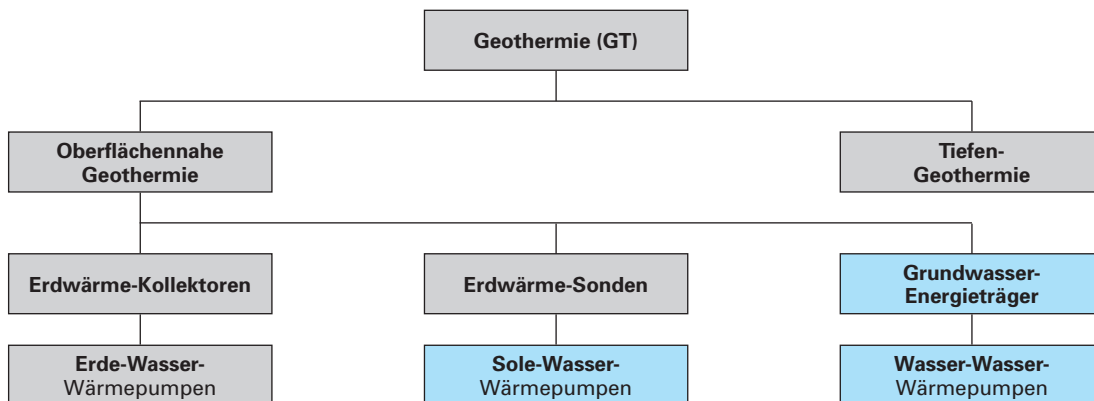 Geothermie (GT)
Oberflächennahe
Geothermie
Tiefen-
Geothermie
Erdwärme-Kollektoren
Erdwärme-Sonden
Grundwasser-
Energieträger
Erde-Wasser-
Wärmepumpen
Sole-Wasser-
Wärmepumpen
Wasser-Wasser-
Wärmepumpen